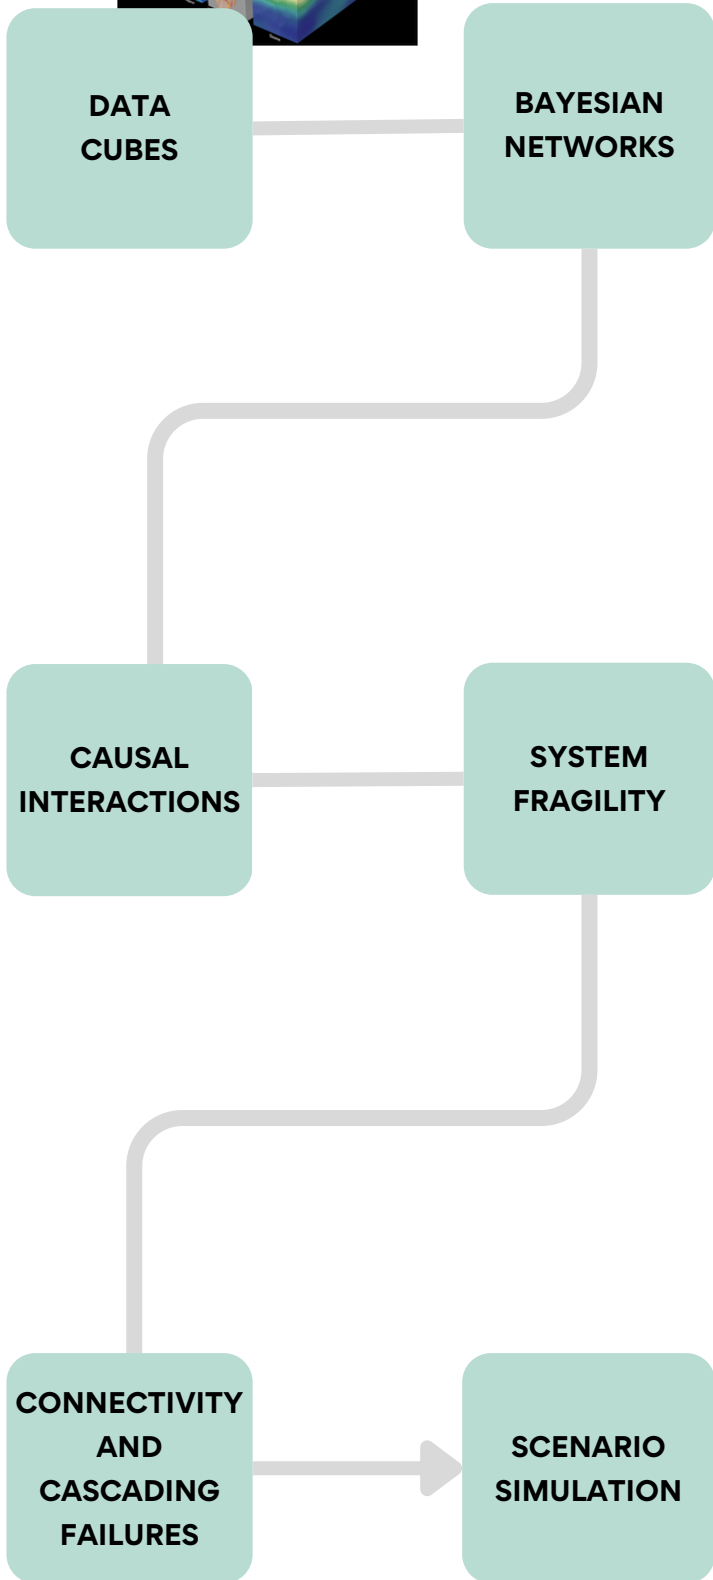 DATA
CUBES
BAYESIAN
NETWORKS
CAUSAL
INTERACTIONS
SYSTEM
FRAGILITY
CONNECTIVITY
AND
CASCADING
FAILURES
SCENARIO
SIMULATION